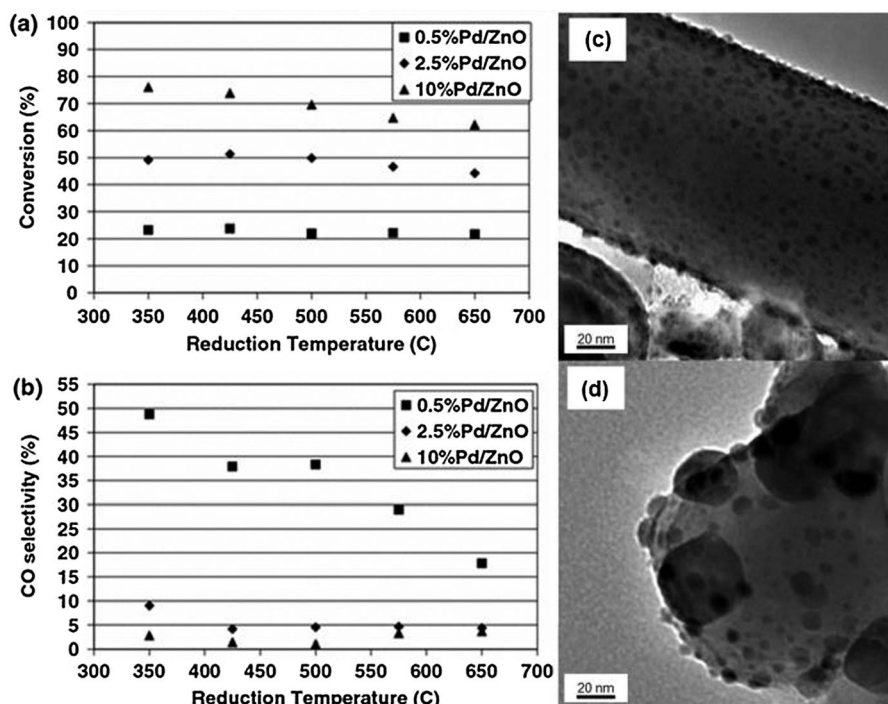 (a)
100
90
80
70
60
50
40
30
20
10
0
Conversion (%)
0.5%Pd/ZnO
2.5%Pd/ZnO
10%Pd/ZnO
300 350 400 450 500 550 600 650 700
Reduction Temperature (C)
(b)
55
50
45
40
35
30
25
20
15
10
5
0
CO selectivity (%)
0.5%Pd/ZnO
2.5%Pd/ZnO
10%Pd/ZnO
300 350 400 450 500 550 600 650 700
Reduction Temperature (C)
(c)
20 nm
(d)
20 nm